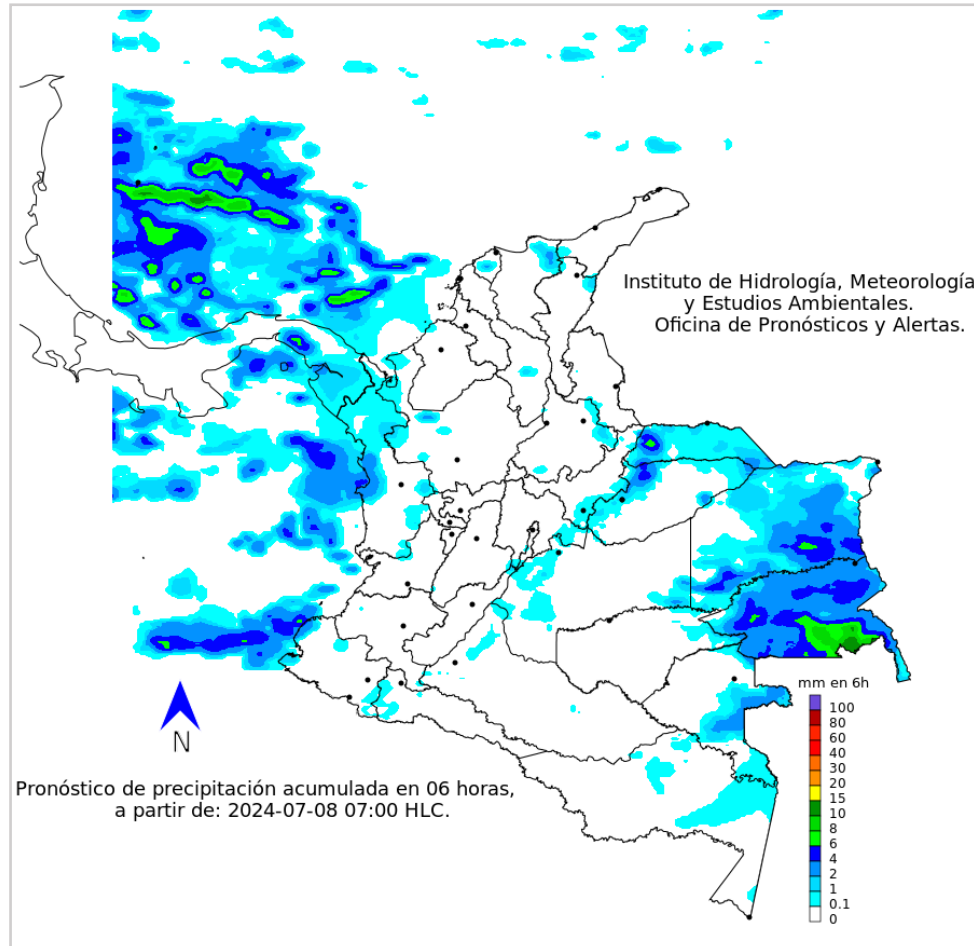 Instituto de Hidrología, Meteorología
y Estudios Ambientales.
Oficina de Pronósticos y Alertas.
mm en 6h
100
80
60
40
30
20
15
10
8
6
4
2
1
0.1
0
N
Pronóstico de precipitación acumulada en 06 horas,
a partir de: 2024-07-08 07:00 HLC.